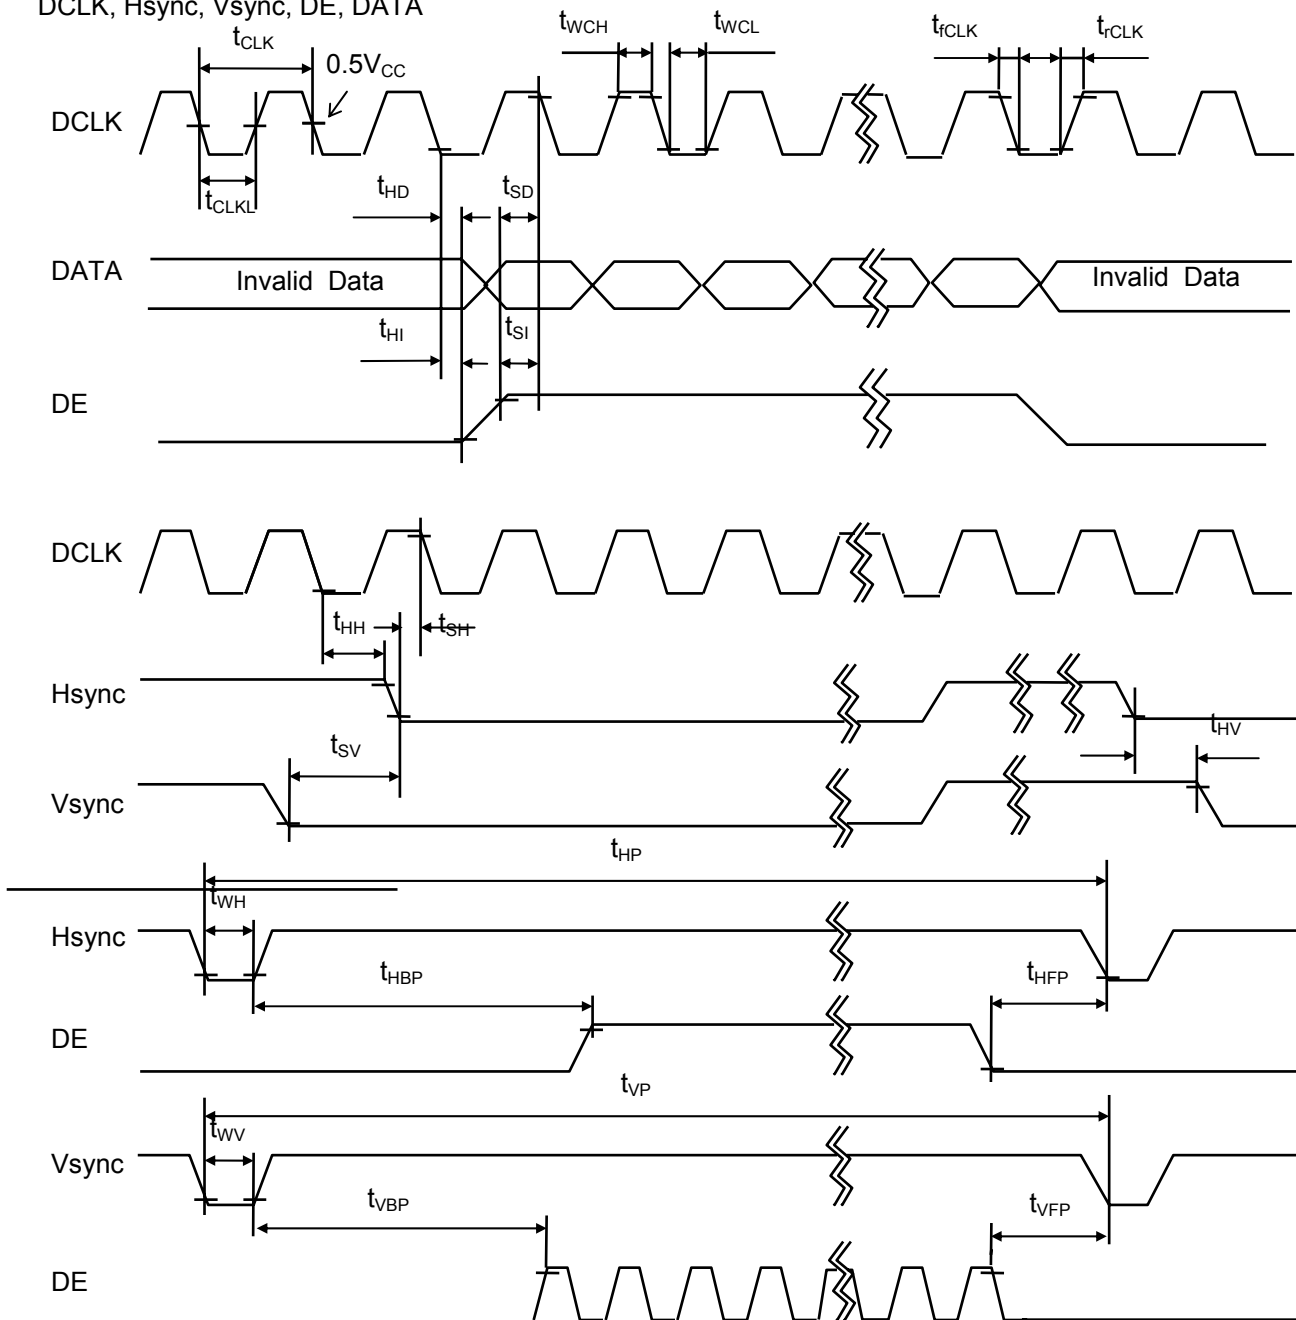 DCLK, Hsync, Vsync, DE, DATA
tCLK
tWCH
tWCL
tfCLK
trCLK
0.5VCC
DCLK
tCLKL
tHD
tSD
DATA
Invalid Data
Invalid Data
tHI
tSI
DE
DCLK
tHH
tSH
Hsync
tSV
tHV
Vsync
tHP
tWH
Hsync
tHBP
tHFP
DE
tVP
tWV
Vsync
tVBP
tVFP
DE